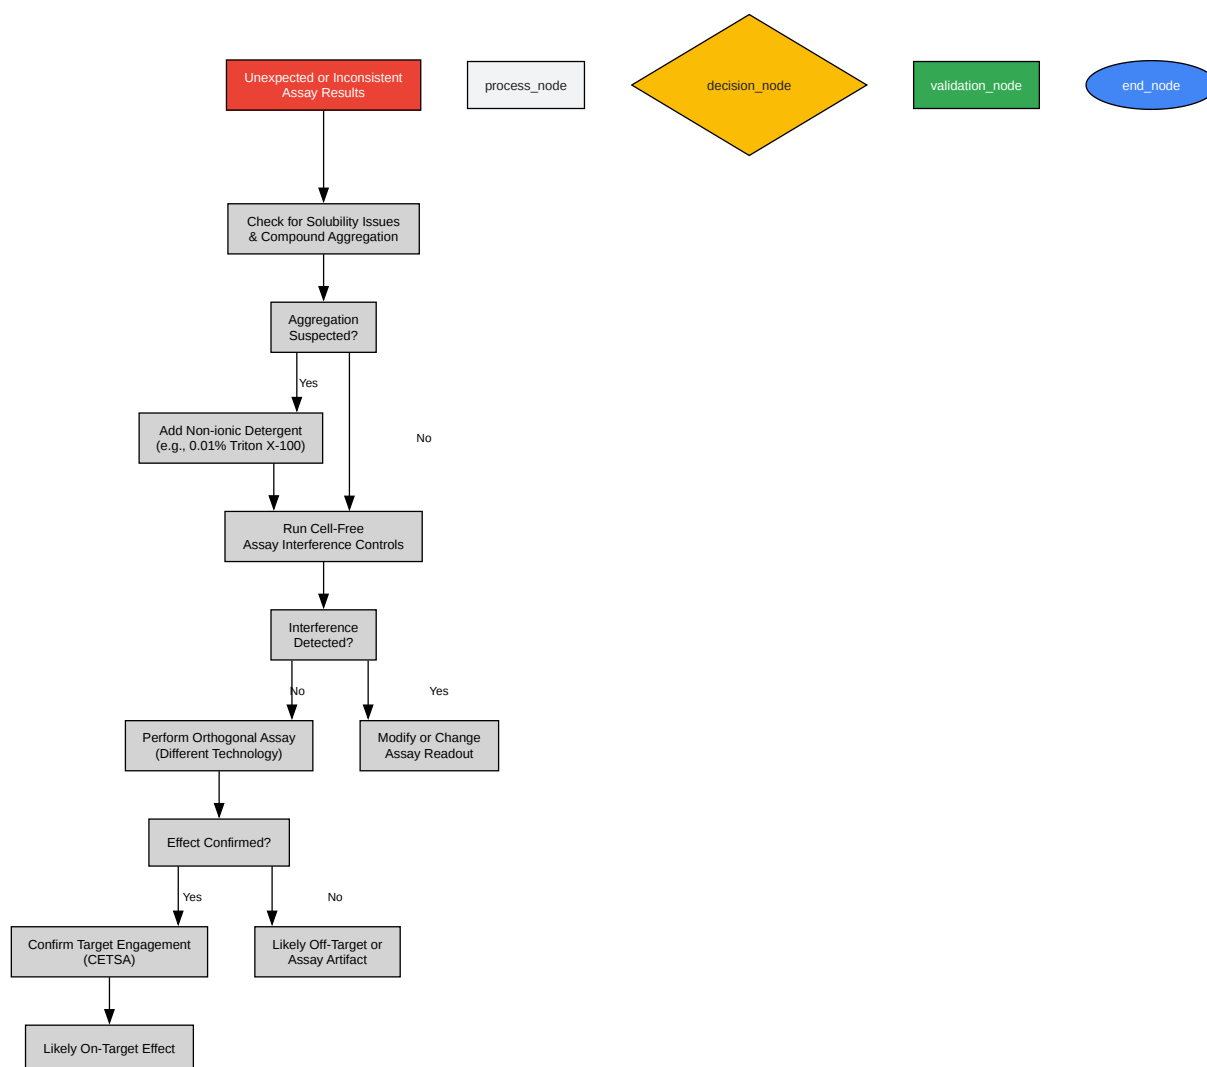 Unexpected or Inconsistent
Assay Results
process_node
decision_node
validation_node
end_node
Check for Solubility Issues
& Compound Aggregation
Aggregation
Suspected?
Yes
Add Non-ionic Detergent
(e.g., 0.01% Triton X-100)
No
Run Cell-Free
Assay Interference Controls
Interference
Detected?
No
Yes
Perform Orthogonal Assay
(Different Technology)
Modify or Change
Assay Readout
Effect Confirmed?
Yes
No
Confirm Target Engagement
(CETSA)
Likely Off-Target or
Assay Artifact
Likely On-Target Effect